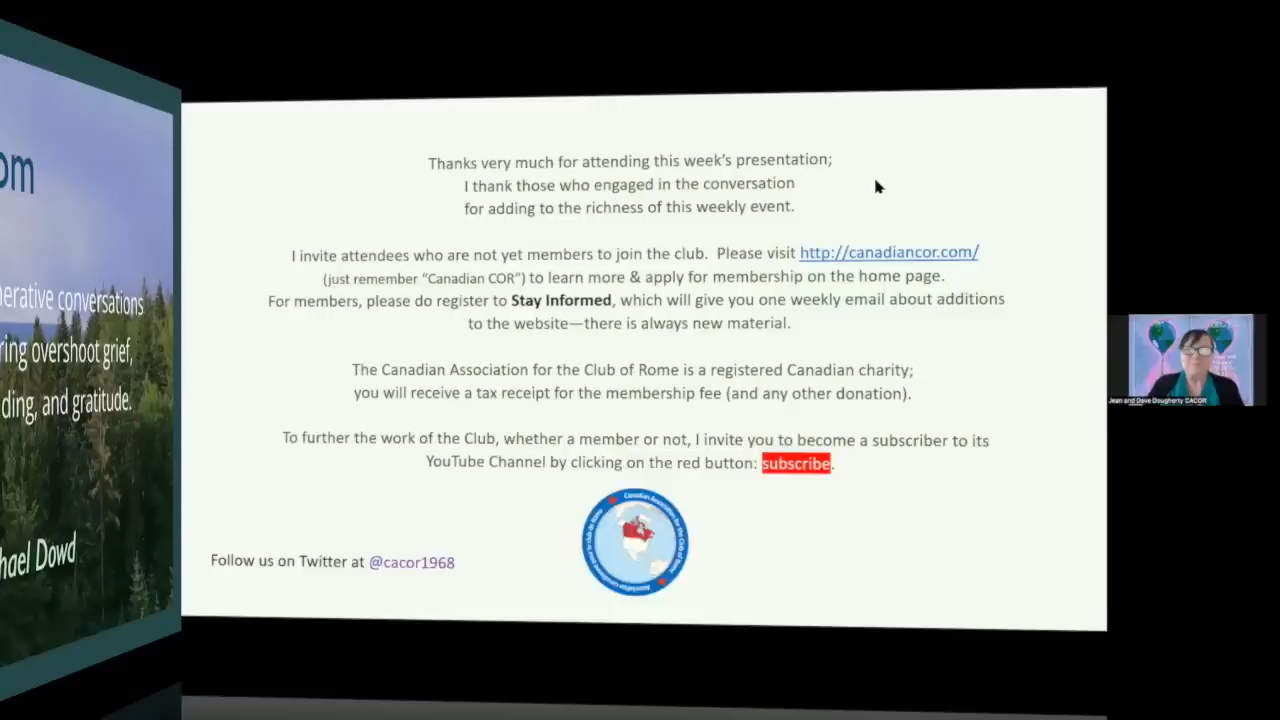 om
nerative conversations
ring overshoot grief,
ding, and gratitude.
hael Dowd
Thanks very much for attending this week's presentation;
I thank those who engaged in the conversation
for adding to the richness of this weekly event.
I invite attendees who are not yet members to join the club. Please visit http://canadiancor.com/
(just remember "Canadian COR") to learn more & apply for membership on the home page.
For members, please do register to Stay Informed, which will give you one weekly email about additions
to the website—there is always new material.
The Canadian Association for the Club of Rome is a registered Canadian charity;
you will receive a tax receipt for the membership fee (and any other donation).
To further the work of the Club, whether a member or not, I invite you to become a subscriber to its
YouTube Channel by clicking on the red button: subscribe.
Canadian Association for the Club of Rome
Follow us on Twitter at @cacor1968
Jean and Dave Dougherty CACOR